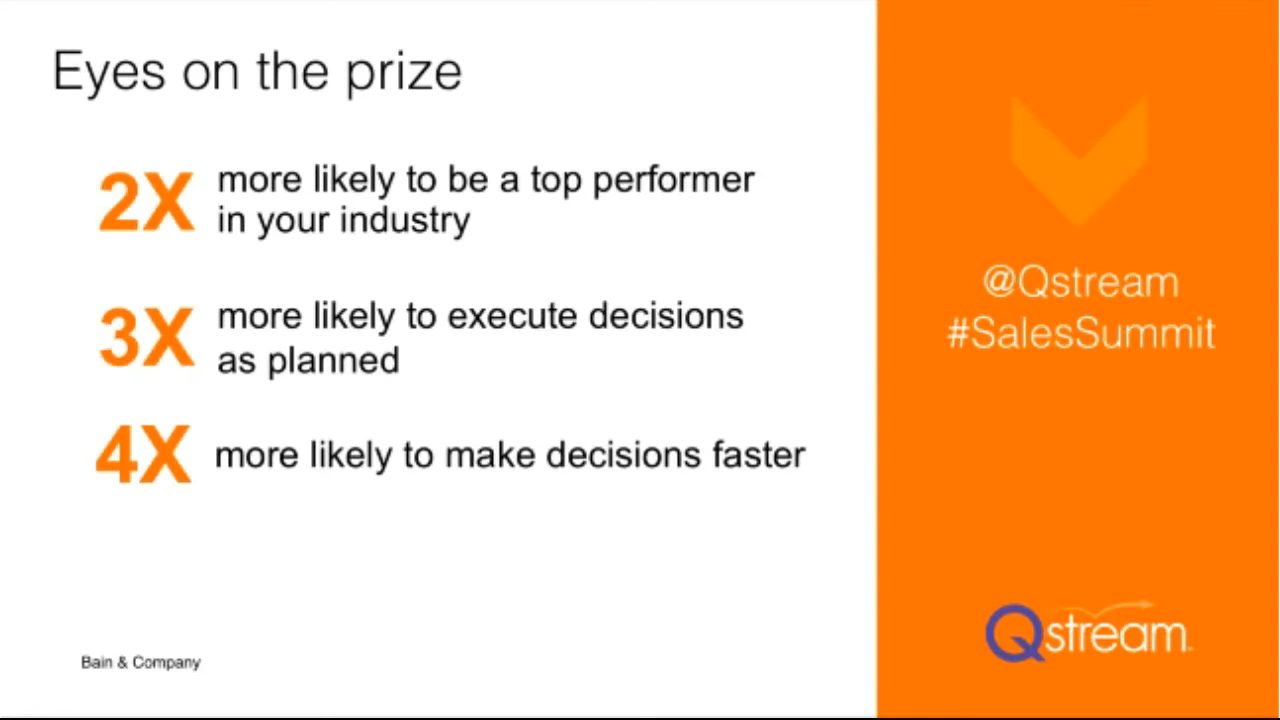 Eyes on the prize
2X more likely to be a top performer
in your industry
3X more likely to execute decisions
as planned
4X more likely to make decisions faster
Bain & Company
@Qstream
#SalesSummit
Qstream